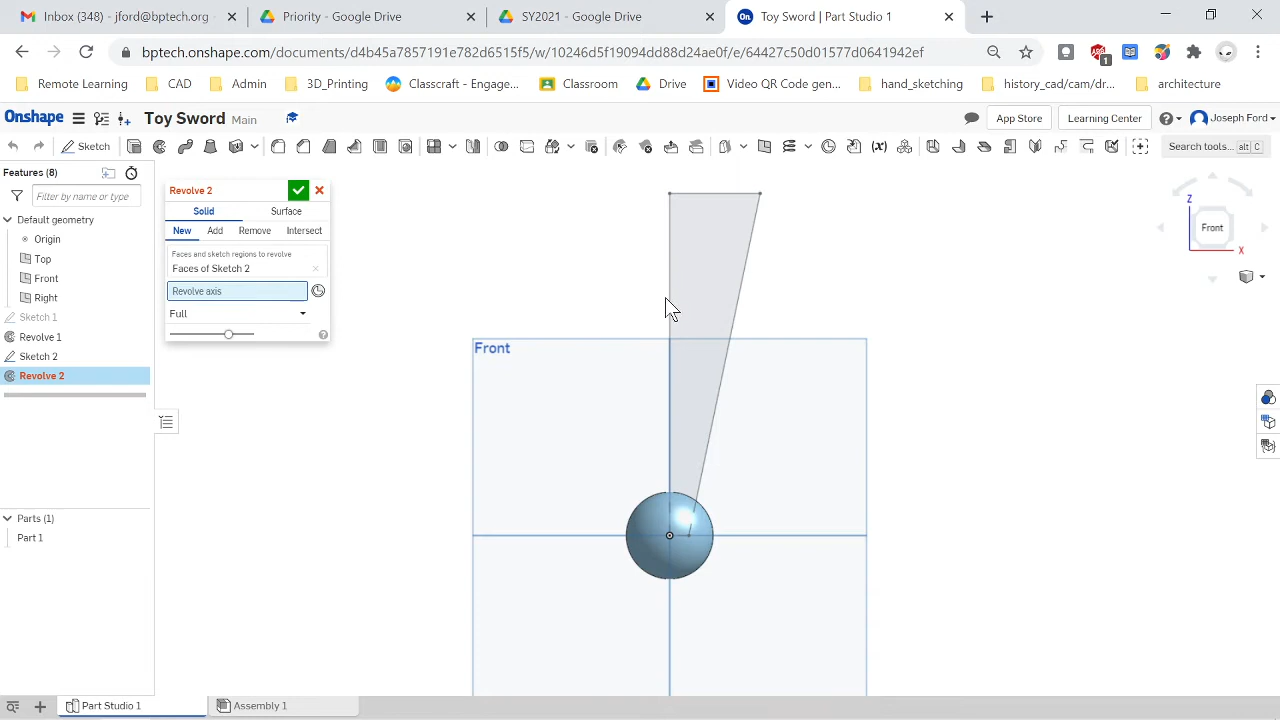 Inbox (348) - jford@bptech.org
Priority - Google Drive
SY2021 - Google Drive
Toy Sword | Part Studio 1
bptech.onshape.com/documents/d4b45a7857191e782f6515f5/w/10246d5f19094dd88d24ae0f/e/64427c50d01577d0641942ef
1
Remote Learning
CAD
Admin
3D_Printing
Classcraft - Engage...
Classroom
Drive
Video QR Code gen...
hand_sketching
history_cad/cam/dr...
architecture
Onshape
Toy Sword Main
App Store
Learning Center
Joseph Ford
Sketch
Search tools... alt C
Features (8)
Filter by name or type
Default geometry
Origin
Top
Front
Right
Sketch 1
Revolve 1
Sketch 2
Revolve 2
Parts (1)
Part 1
Revolve 2
Solid Surface
New Add Remove Intersect
Faces and sketch regions to revolve
Faces of Sketch 2
Revolve axis
Full
Front
Z
Front
X
Part Studio 1
Assembly 1